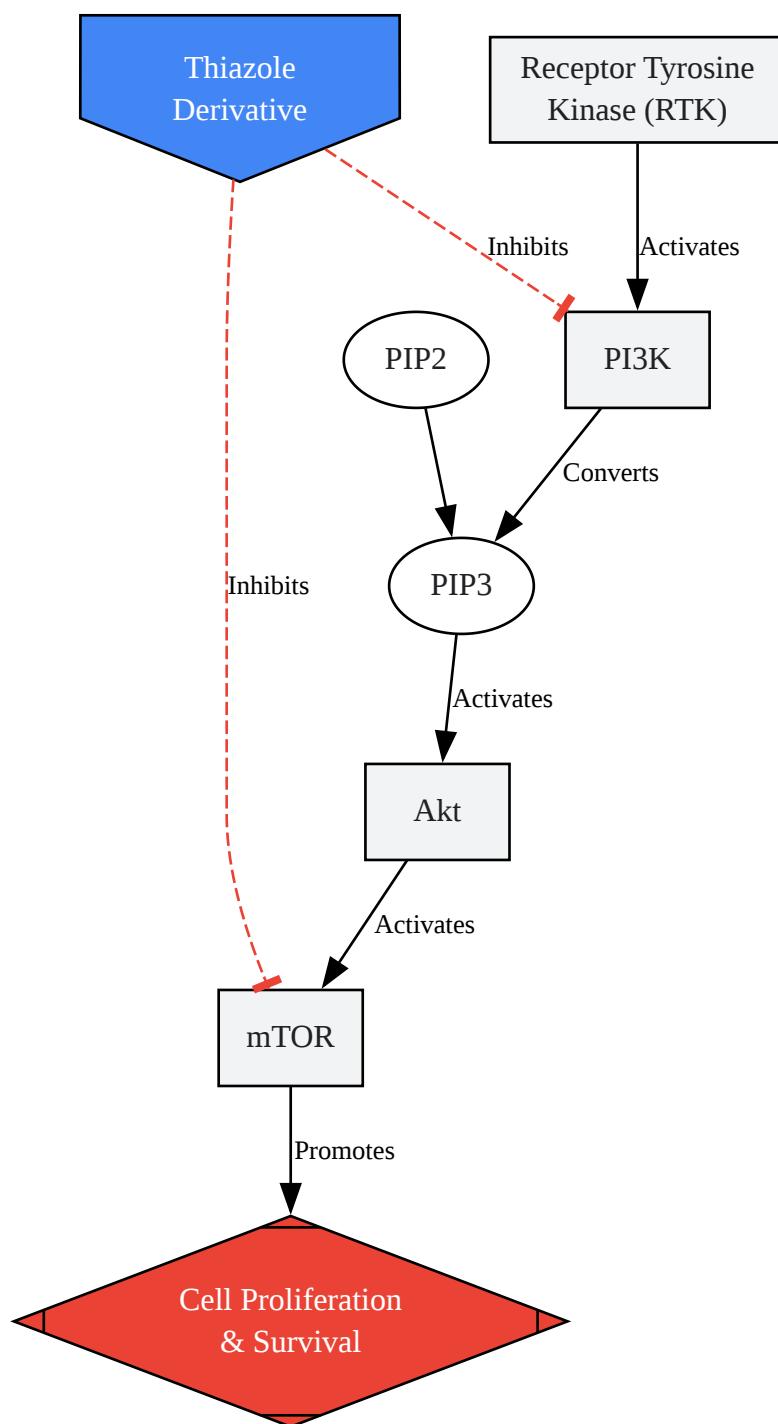 Thiazole
Derivative
Receptor Tyrosine
Kinase (RTK)
Inhibits
Activates
PIP2
PI3K
Converts
Inhibits
PIP3
Activates
Akt
Activates
mTOR
Promotes
Cell Proliferation
& Survival